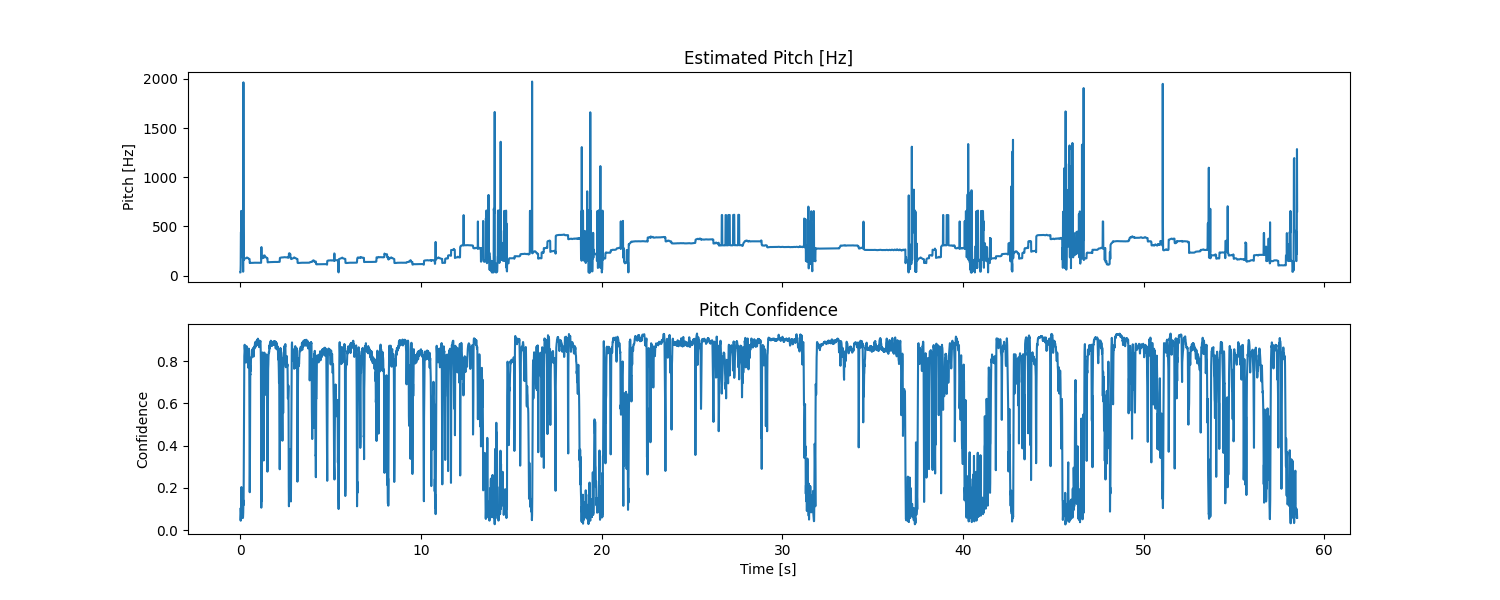 Estimated Pitch [Hz]
2000
1500
1000
500
0
Pitch [Hz]
Pitch Confidence
0.8
0.6
0.4
0.2
0.0
Confidence
0 10 20 30 40 50 60
Time [s]